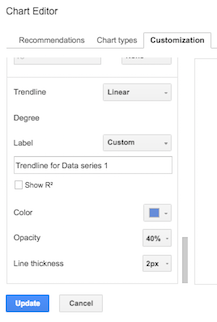 Chart Editor
Recommendations Chart types Customization
Trendline Linear
Degree
Label Custom
Trendline for Data series 1
Show R²
Color
Opacity 40%
Line thickness 2px
Update Cancel